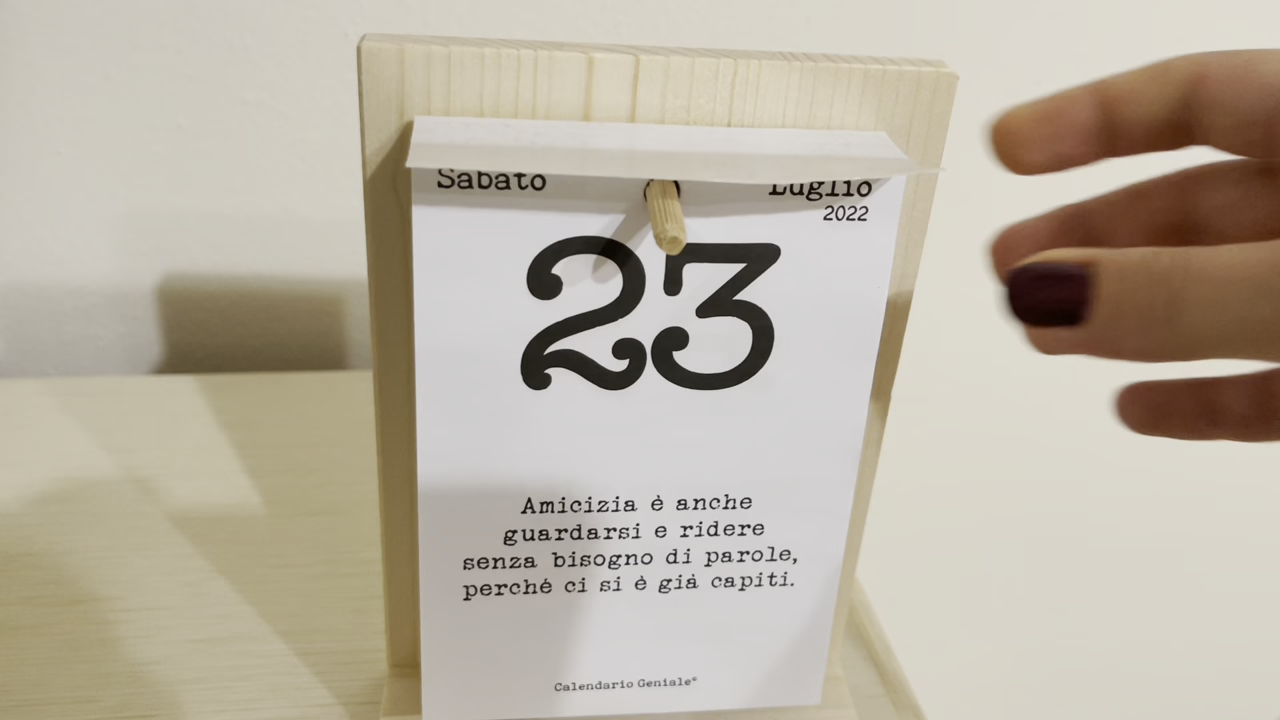 Sabato
Luglio
2022
23
Amicizia è anche
guardarsi e ridere
senza bisogno di parole,
perché ci si è già capiti.
Calendario Geniale®